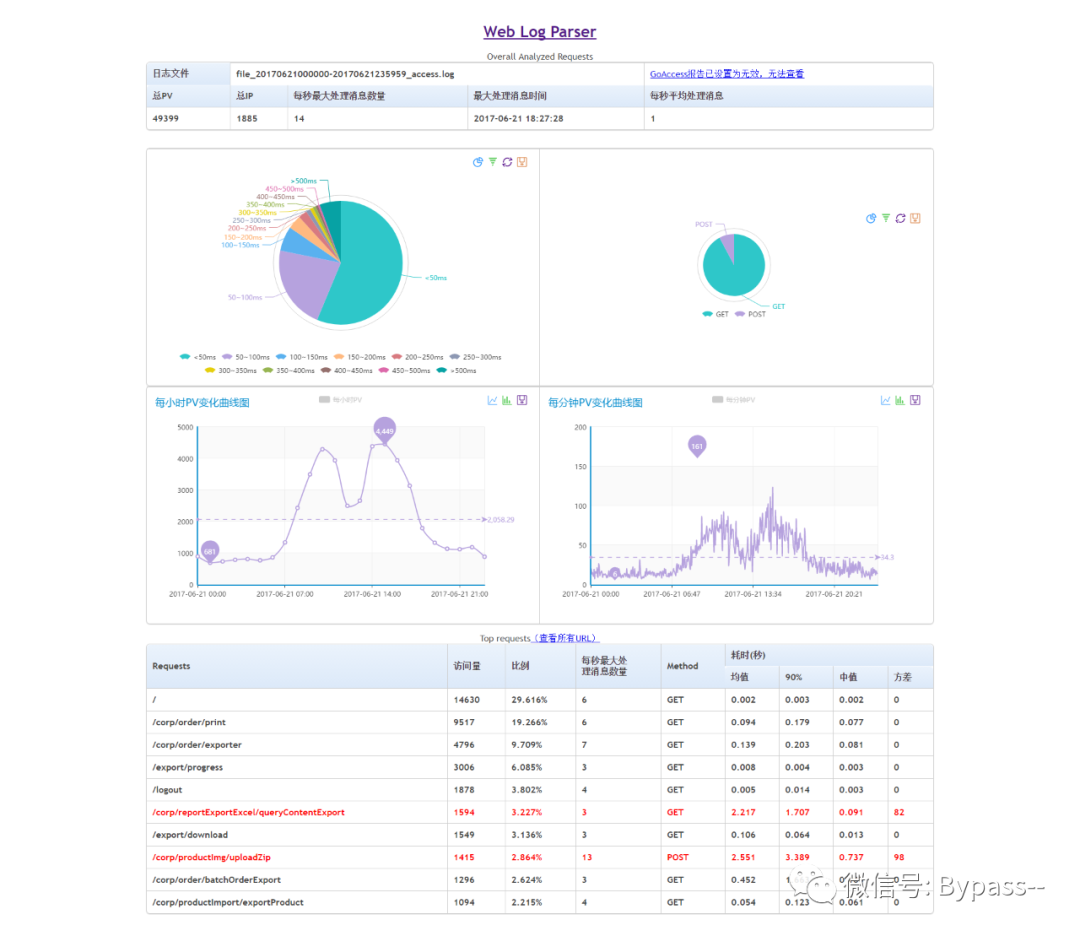 Web Log Parser
Overall Analyzed Requests
日志文件 file_20170621000000-20170621235959_access.log GoAccess报告已设置为无效，无法查看
总PV 总IP 每秒最大处理消息数量 最大处理消息时间 每秒平均处理消息
49399 1885 14 2017-06-21 18:27:28 1
>500ms
450~500ms
400~450ms
350~400ms
300~350ms
250~300ms
200~250ms
150~200ms
100~150ms
50~100ms
<50ms
<50ms 50~100ms 100~150ms 150~200ms 200~250ms 250~300ms
300~350ms 350~400ms 400~450ms 450~500ms >500ms
POST
GET
GET POST
每小时PV变化曲线图 每小时PV
5000
4000
3000
2000
1000
0
4,449
681
2,058.29
2017-06-21 00:00 2017-06-21 07:00 2017-06-21 14:00 2017-06-21 21:00
每分钟PV变化曲线图 每分钟PV
200
150
100
50
0
161
34.3
2017-06-21 00:00 2017-06-21 06:47 2017-06-21 13:34 2017-06-21 20:21
Top requests（查看所有URL）
Requests 访问量 比例 每秒最大处理消息数量 Method 耗时(秒)
均值 90% 中值 方差
/ 14630 29.616% 6 GET 0.002 0.003 0.002 0
/corp/order/print 9517 19.266% 6 GET 0.094 0.179 0.077 0
/corp/order/exporter 4796 9.709% 7 GET 0.139 0.203 0.081 0
/export/progress 3006 6.085% 3 GET 0.008 0.004 0.003 0
/logout 1878 3.802% 4 GET 0.005 0.014 0.003 0
/corp/reportExportExcel/queryContentExport 1594 3.227% 3 GET 2.217 1.707 0.091 82
/export/download 1549 3.136% 3 GET 0.106 0.064 0.013 0
/corp/productImg/uploadZip 1415 2.864% 13 POST 2.551 3.389 0.737 98
/corp/order/batchOrderExport 1296 2.624% 3 GET 0.452 0
/corp/productImport/exportProduct 1094 2.215% 4 GET 0.054 0.123 0.061 0
微信号: Bypass--